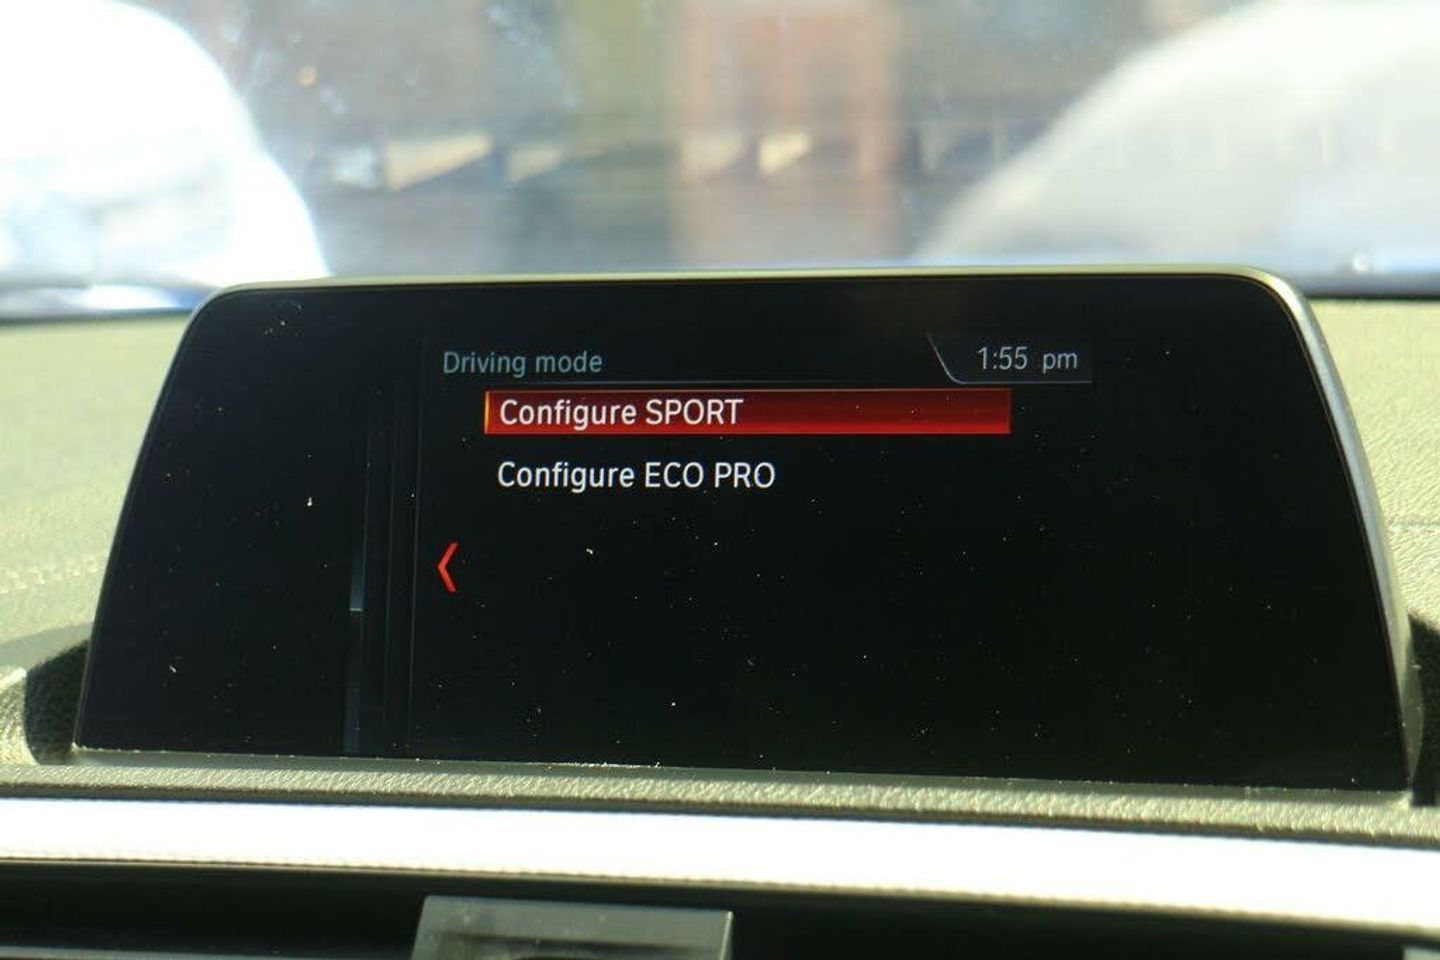 Driving mode
1:55 pm
Configure SPORT
Configure ECO PRO